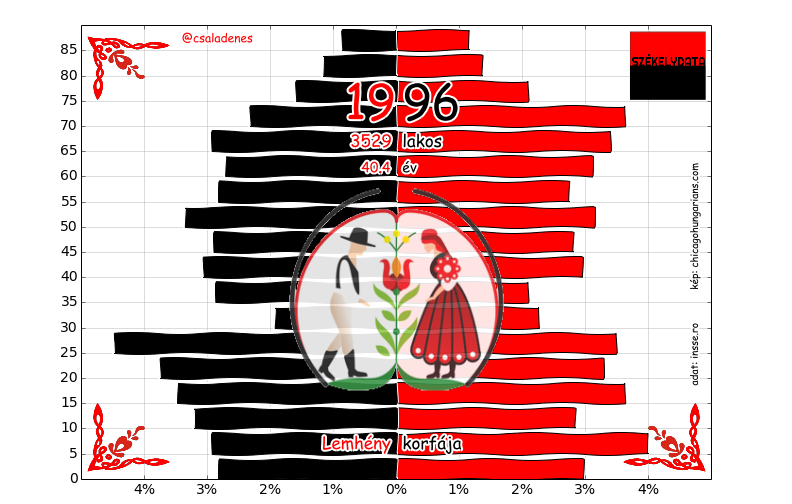 @csaladenes
SZÉKELYDATA
1996
3529 lakos
40.4 év
kép: chicagohungarians.com
adat: insse.ro
Lemhény korfája
85
80
75
70
65
60
55
50
45
40
35
30
25
20
15
10
5
0
4% 3% 2% 1% 0% 1% 2% 3% 4%